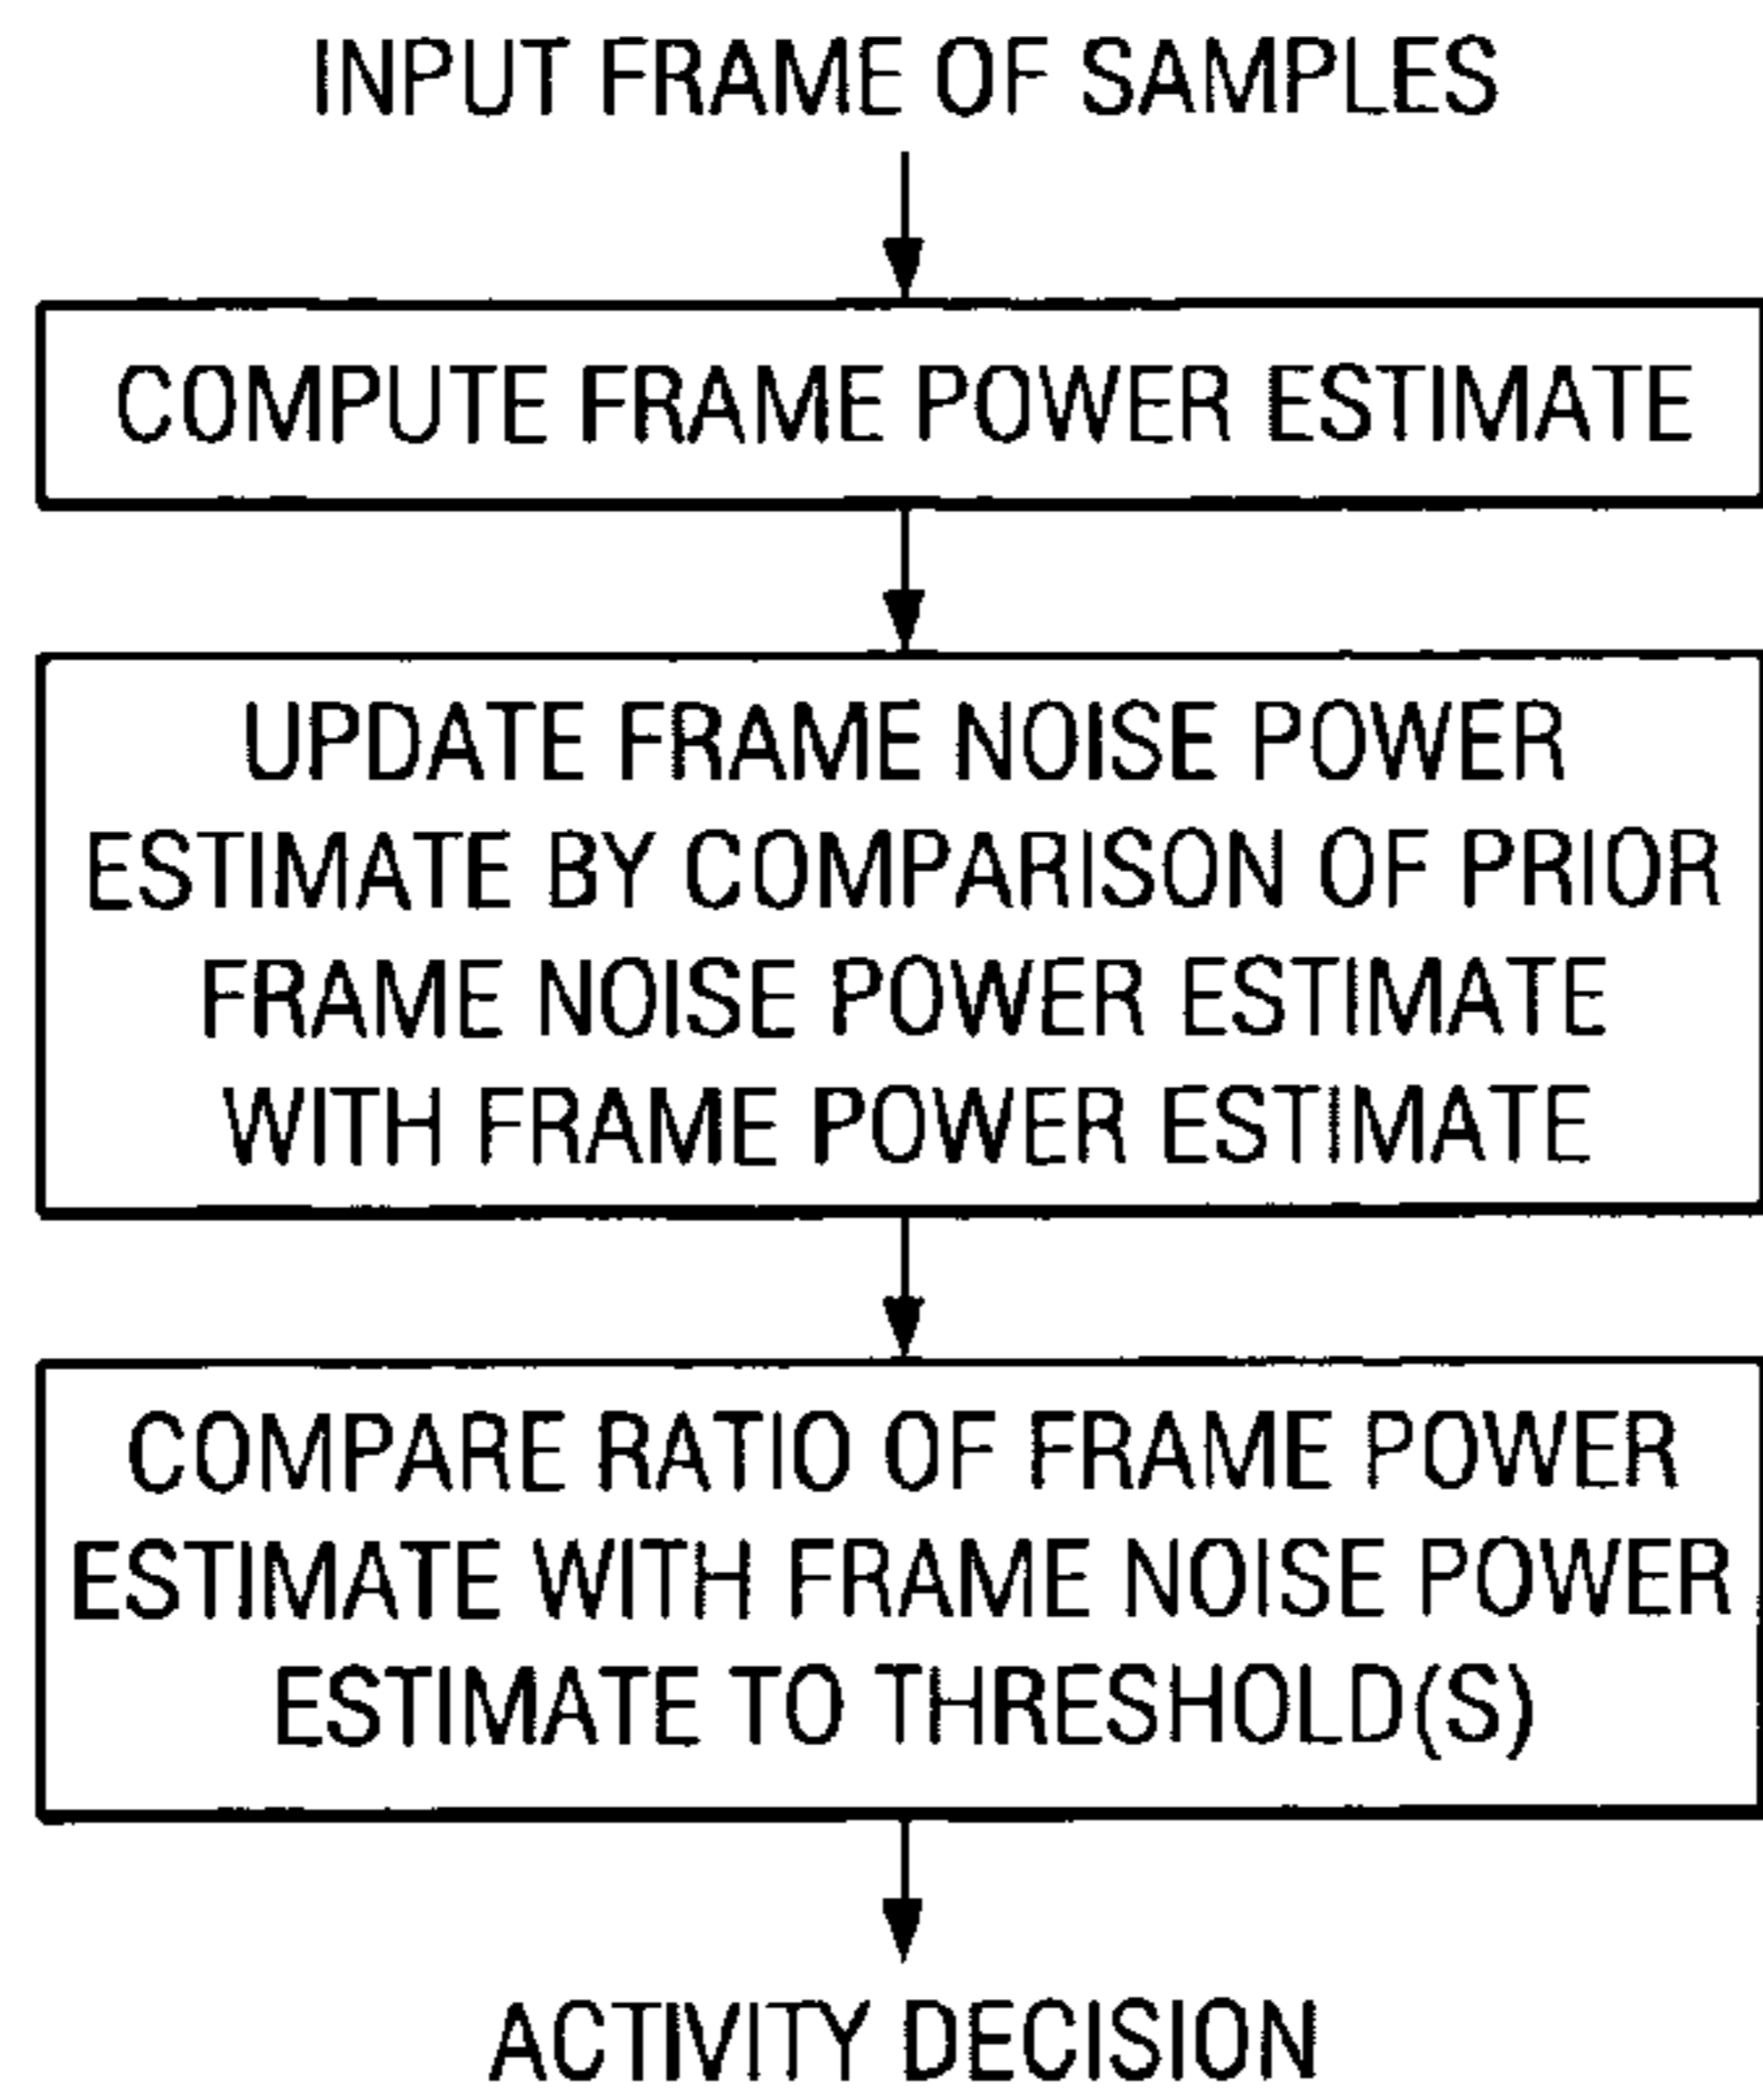 INPUT FRAME OF SAMPLES
COMPUTE FRAME POWER ESTIMATE
UPDATE FRAME NOISE POWER
ESTIMATE BY COMPARISON OF PRIOR
FRAME NOISE POWER ESTIMATE
WITH FRAME POWER ESTIMATE
COMPARE RATIO OF FRAME POWER
ESTIMATE WITH FRAME NOISE POWER
ESTIMATE TO THRESHOLD(S)
ACTIVITY DECISION